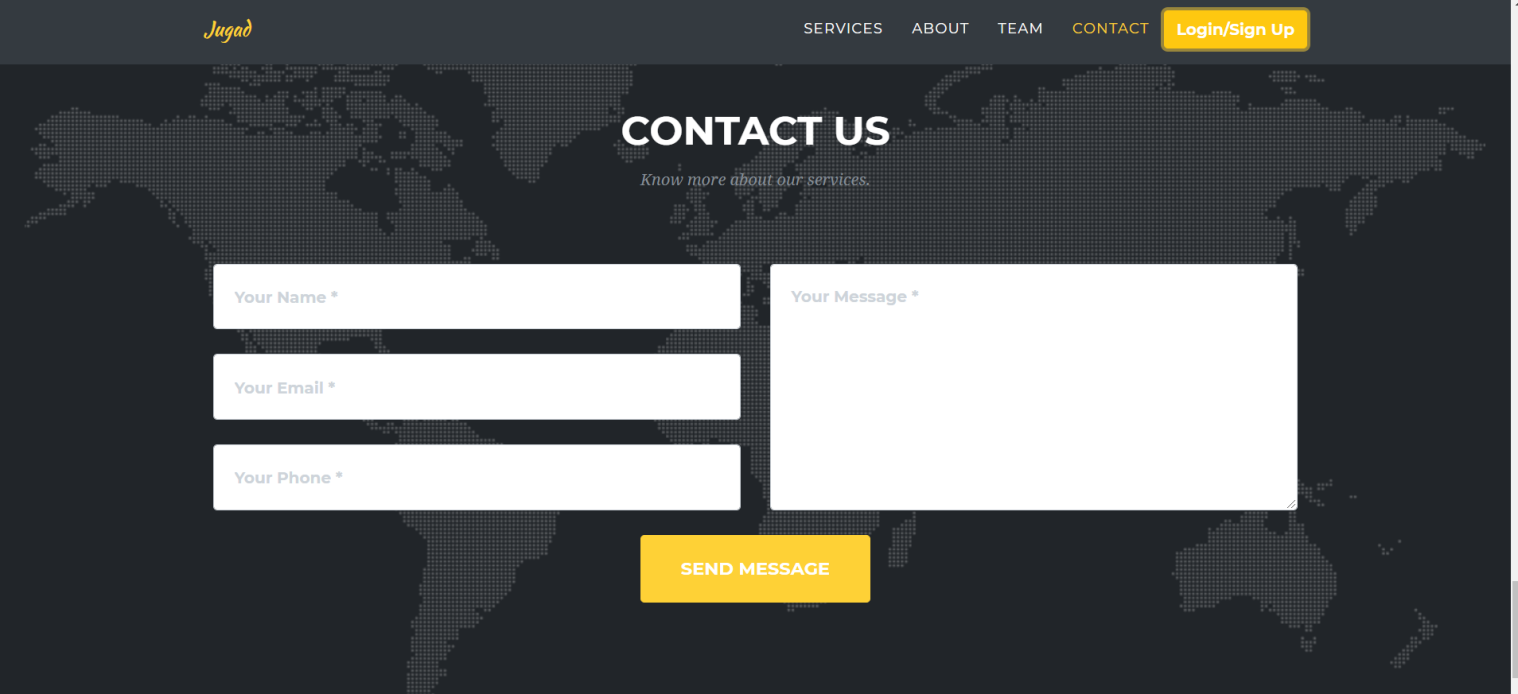 Jugad
SERVICES ABOUT TEAM CONTACT Login/Sign Up
CONTACT US
Know more about our services.
Your Name *
Your Email *
Your Phone *
Your Message *
SEND MESSAGE